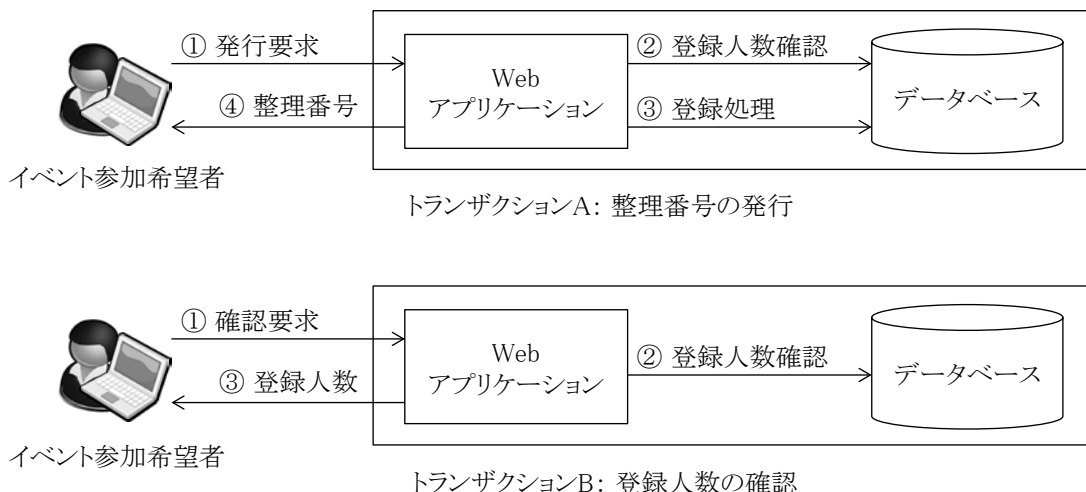 ① 発行要求
④ 整理番号
イベント参加希望者
Web
アプリケーション
② 登録人数確認
③ 登録処理
データベース
トランザクションA: 整理番号の発行
① 確認要求
③ 登録人数
イベント参加希望者
Web
アプリケーション
② 登録人数確認
データベース
トランザクションB: 登録人数の確認